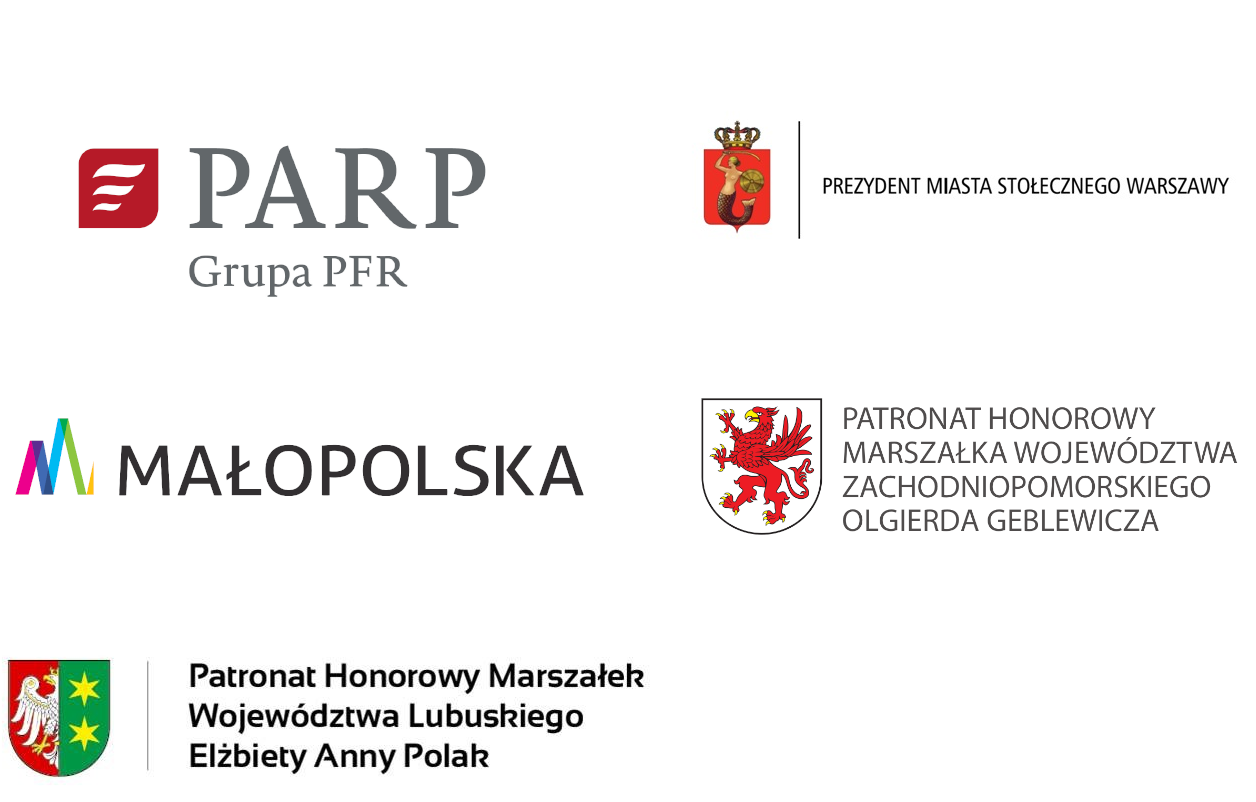 PARP
Grupa PFR
PREZYDENT MIASTA STOŁECZNEGO WARSZAWY
MAŁOPOLSKA
PATRONAT HONOROWY
MARSZAŁKA WOJEWÓDZTWA
ZACHODNIOPOMORSKIEGO
OLGIERDA GEBLEWICZA
Patronat Honorowy Marszałek
Województwa Lubuskiego
Elżbiety Anny Polak